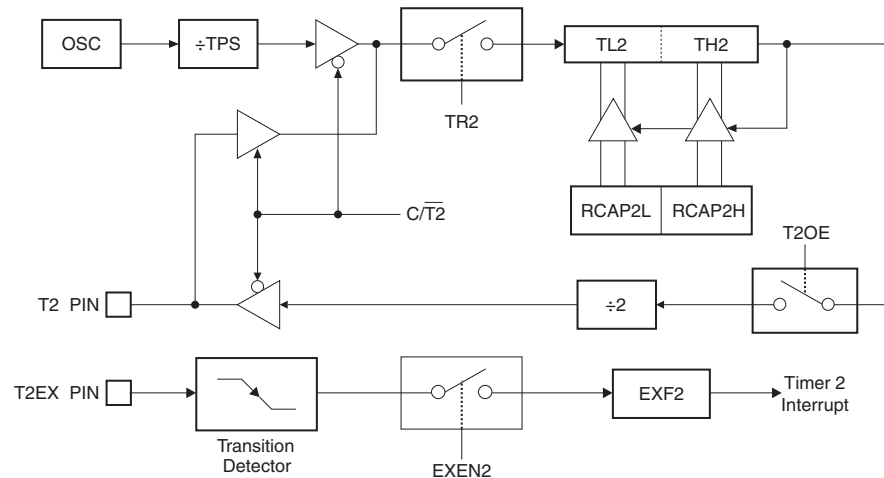 OSC
÷TPS
TR2
TL2
TH2
RCAP2L
RCAP2H
C/T̅2̅
T2OE
T2 PIN
÷2
T2EX PIN
Transition
Detector
EXEN2
EXF2
Timer 2
Interrupt